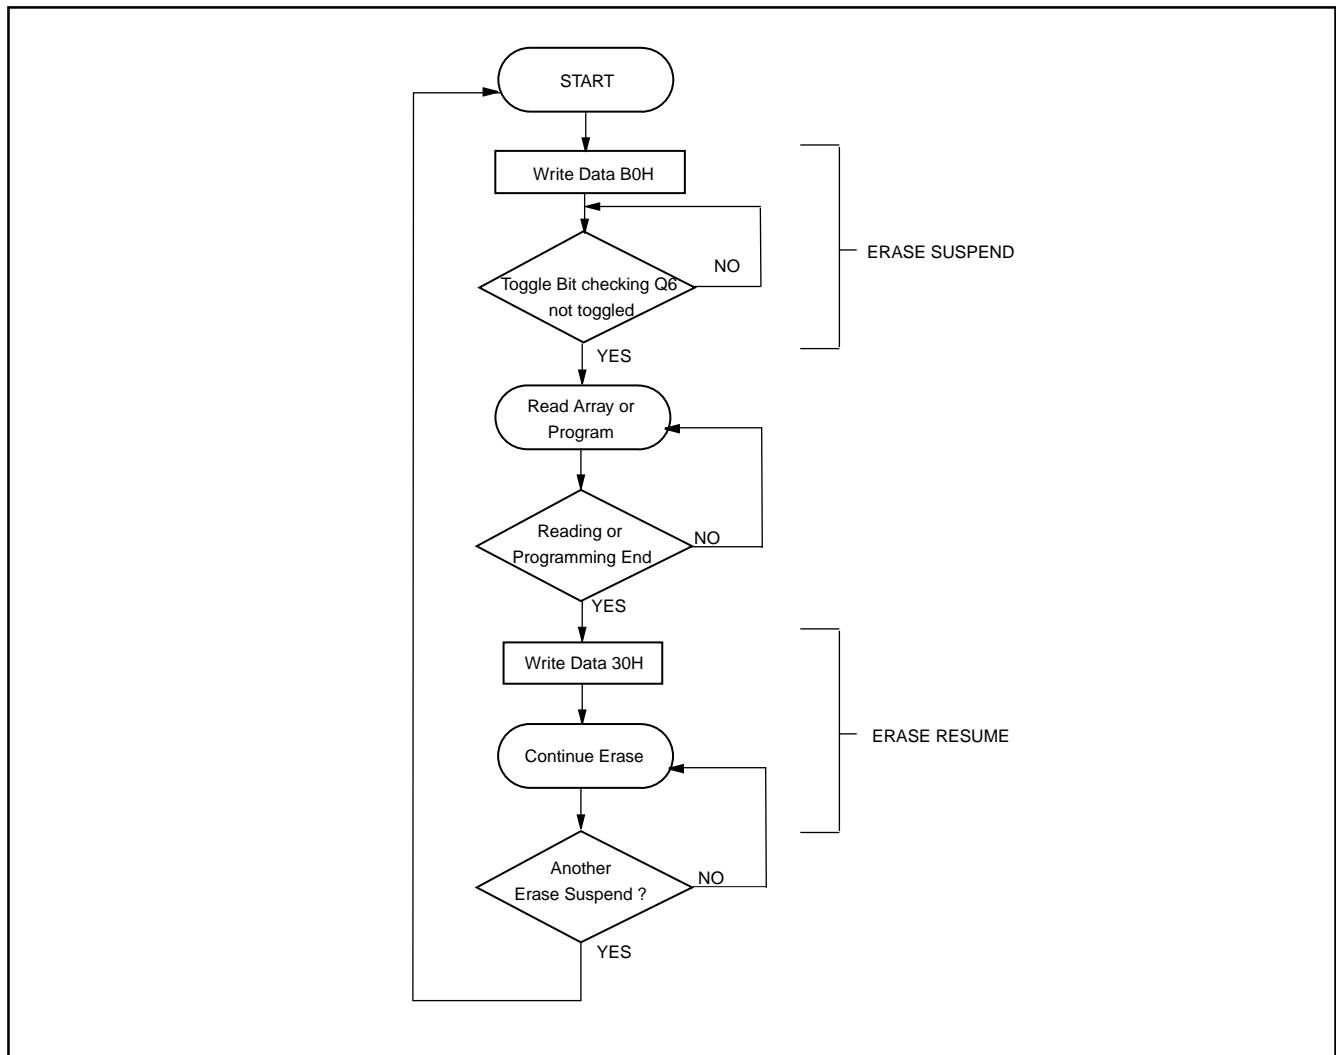 START
Write Data B0H
ERASE SUSPEND
NO
Toggle Bit checking Q6
not toggled
YES
Read Array or
Program
Reading or
NO
Programming End
YES
Write Data 30H
ERASE RESUME
Continue Erase
Another
NO
Erase Suspend ?
YES